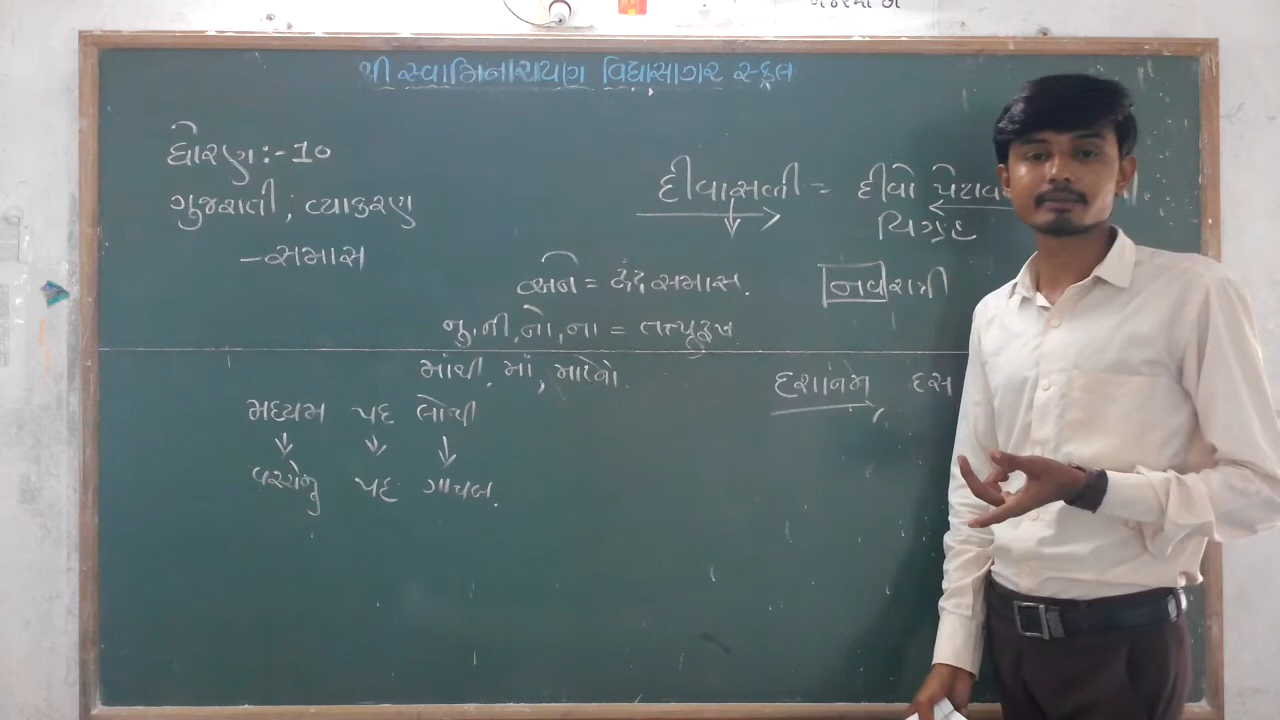 શ્રી સ્વામિનારાયણ વિદ્યાસાગર સ્કૂલ
ધોરણ:-10
ગુજરાતી, વ્યાકરણ
-સમાસ
દીવાસળી = દીવો
વિગ્રહ
અને = દ્વંદ્વ સમાસ.
નવરાત્રી
નુ, ની, નો, ના = તત્પુરુષ
માંથી, માં, માટેનો.
દશાનન, દસ
મધ્યમ પદ લોપી
વચ્ચેનુ પદ ગાયબ.